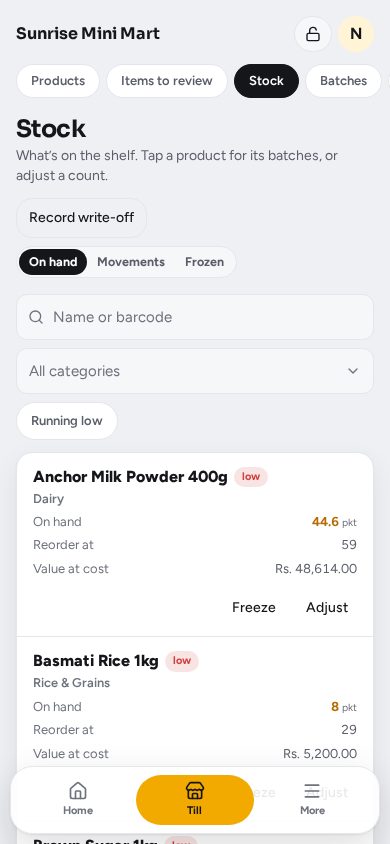 Sunrise Mini Mart
N
Products
Items to review
Stock
Batches
Stock
What's on the shelf. Tap a product for its batches, or
adjust a count.
Record write-off
On hand
Movements
Frozen
Name or barcode
All categories
Running low
Anchor Milk Powder 400g low
Dairy
On hand 44.6 pkt
Reorder at 59
Value at cost Rs. 48,614.00
Freeze Adjust
Basmati Rice 1kg low
Rice & Grains
On hand 8 pkt
Reorder at 29
Value at cost Rs. 5,200.00
Adjust
Home
Till
More